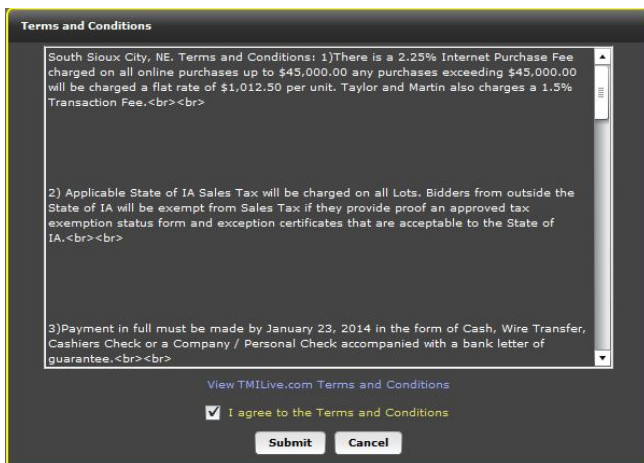 Terms and Conditions
South Sioux City, NE. Terms and Conditions: 1)There is a 2.25% Internet Purchase Fee
charged on all online purchases up to $45,000.00 any purchases exceeding $45,000.00
will be charged a flat rate of $1,012.50 per unit. Taylor and Martin also charges a 1.5%
Transaction Fee.<br><br>
2) Applicable State of IA Sales Tax will be charged on all Lots. Bidders from outside the
State of IA will be exempt from Sales Tax if they provide proof an approved tax
exemption status form and exception certificates that are acceptable to the State of
IA.<br><br>
3)Payment in full must be made by January 23, 2014 in the form of Cash, Wire Transfer,
Cashiers Check or a Company / Personal Check accompanied with a bank letter of
guarantee.<br><br>
View TMILive.com Terms and Conditions
I agree to the Terms and Conditions
Submit Cancel